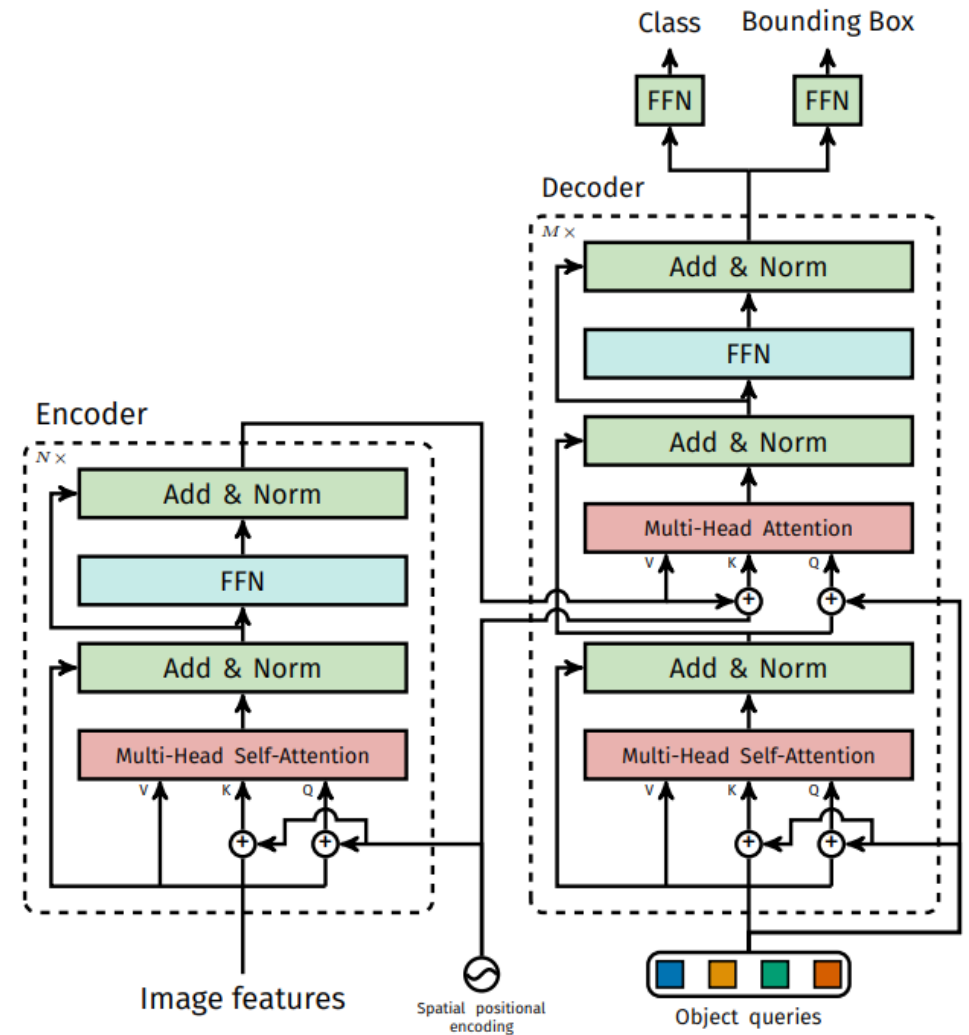 Class
Bounding Box
FFN
FFN
Decoder
M ×
Add & Norm
FFN
Add & Norm
Multi-Head Attention
V K Q
+ +
Add & Norm
Multi-Head Self-Attention
V K Q
+ +
Object queries
Encoder
N ×
Add & Norm
FFN
Add & Norm
Multi-Head Self-Attention
V K Q
+ +
Image features
Spatial positional
encoding